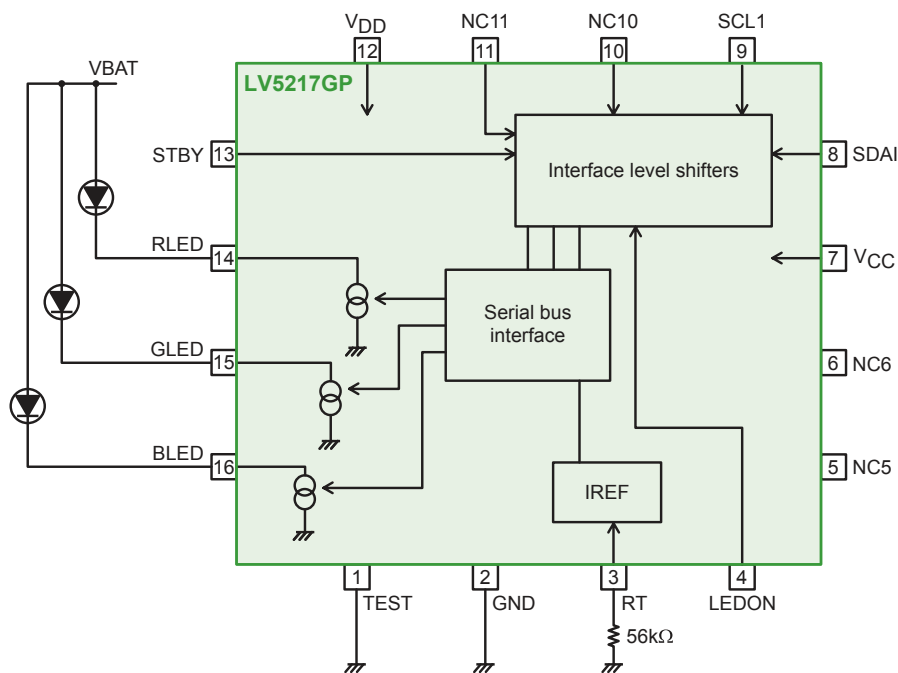 VDD
NC11
NC10
SCL1
12
11
10
9
VBAT
LV5217GP
STBY
13
Interface level shifters
8
SDAI
RLED
14
7
VCC
Serial bus
interface
GLED
15
6
NC6
BLED
16
5
NC5
IREF
1
2
3
4
TEST
GND
RT
LEDON
56kΩ